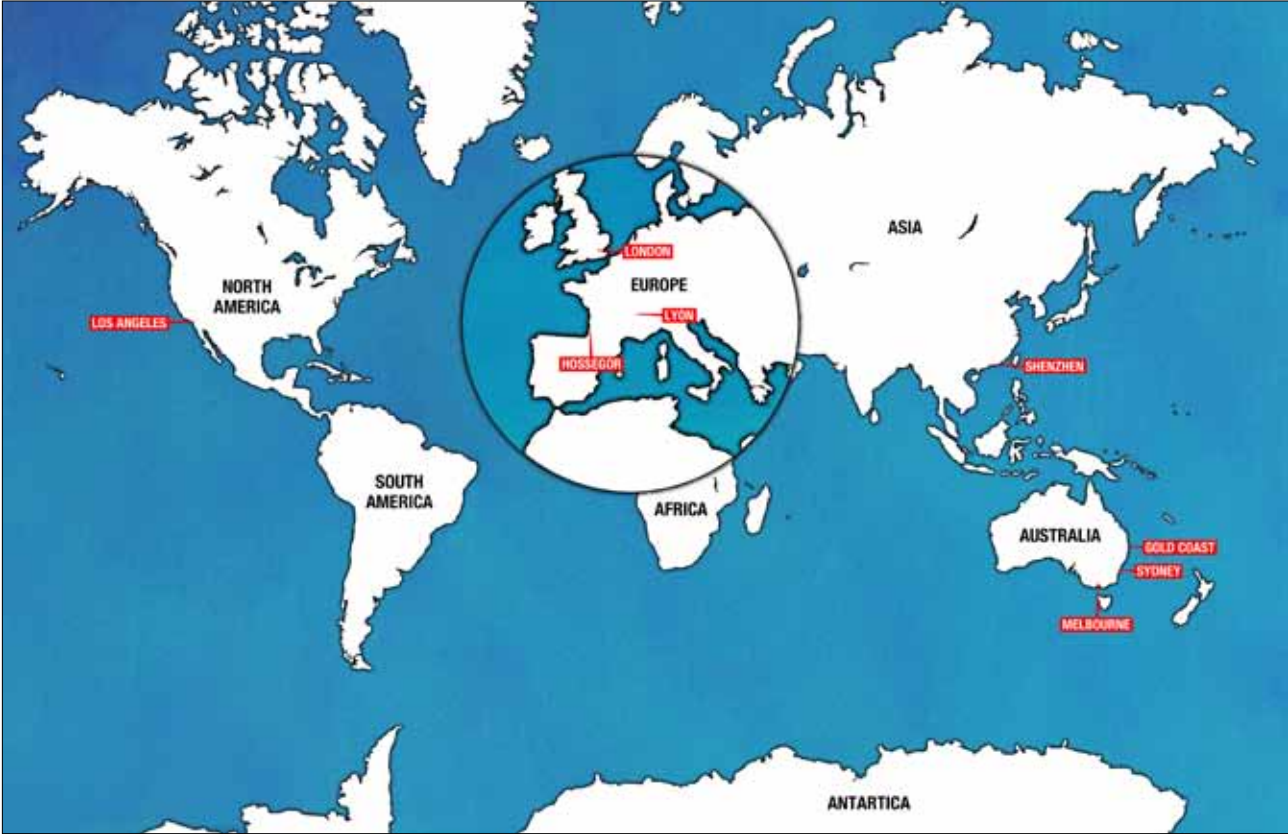 ASIA
LONDON
EUROPE
NORTH
AMERICA
LYON
LOS ANGELES
HOSSEGOR
SHENZHEN
SOUTH
AMERICA
AFRICA
AUSTRALIA
GOLD COAST
SYDNEY
MELBOURNE
ANTARTICA